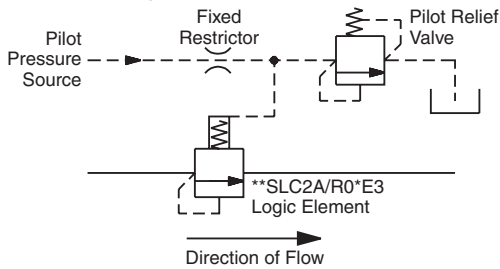 Pilot
Pressure
Source
Fixed
Restrictor
Pilot Relief
Valve
**SLC2A/R0*E3
Logic Element
Direction of Flow